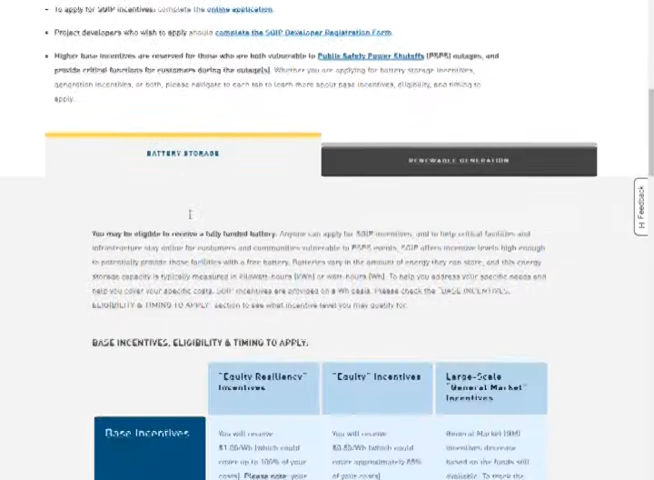 • To apply for SGIP incentives, complete the online application.
• Project developers who wish to apply should complete the SGIP Developer Registration Form.
• Higher base incentives are reserved for those who are both vulnerable to Public Safety Power Shutoffs (PSPS) outages, and
provide critical functions for customers during the outage(s). Whether you are applying for battery storage incentives,
generation incentives, or both, please navigate to each tab to learn more about base incentives, eligibility, and timing to
apply.
BATTERY STORAGE
RENEWABLE GENERATION
Feedback
You may be eligible to receive a fully funded battery. Anyone can apply for SGIP incentives, and to help critical facilities and
infrastructure stay online for customers and communities vulnerable to PSPS events, SGIP offers incentive levels high enough
to potentially provide those facilities with a free battery. Batteries vary in the amount of energy they can store, and this energy
storage capacity is typically measured in kilowatt-hours (kWh) or watt-hours (Wh). To help you address your specific needs and
help you cover your specific costs, SGIP incentives are provided on a Wh basis. Please check the "BASE INCENTIVES,
ELIGIBILITY & TIMING TO APPLY" section to see what incentive level you may qualify for.
BASE INCENTIVES, ELIGIBILITY & TIMING TO APPLY:
"Equity Resiliency"
Incentives
"Equity" Incentives
Large-Scale
"General Market"
Incentives
Base Incentives
You will receive
$1.00/Wh (which could
cover up to 100% of your
costs). Please note: your
You will receive
$0.85/Wh (which could
cover approximately 85%
of your costs).
General Market (GM)
incentives decrease
based on the funds still
available. To track the